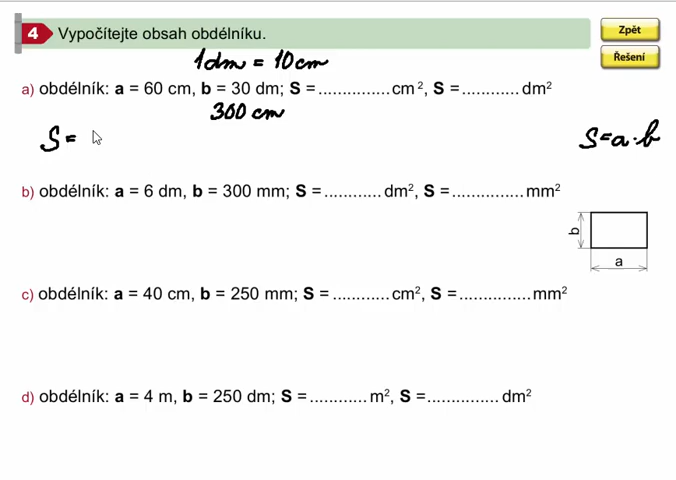 4 Vypočítejte obsah obdélníku.
Zpět
Řešení
1dm = 10cm
a) obdélník: a = 60 cm, b = 30 dm; S =...............cm², S =............dm²
300 cm
S =
S=a·b
b) obdélník: a = 6 dm, b = 300 mm; S =............dm², S =...............mm²
b
a
c) obdélník: a = 40 cm, b = 250 mm; S =............cm², S =...............mm²
d) obdélník: a = 4 m, b = 250 dm; S =............m², S =...............dm²